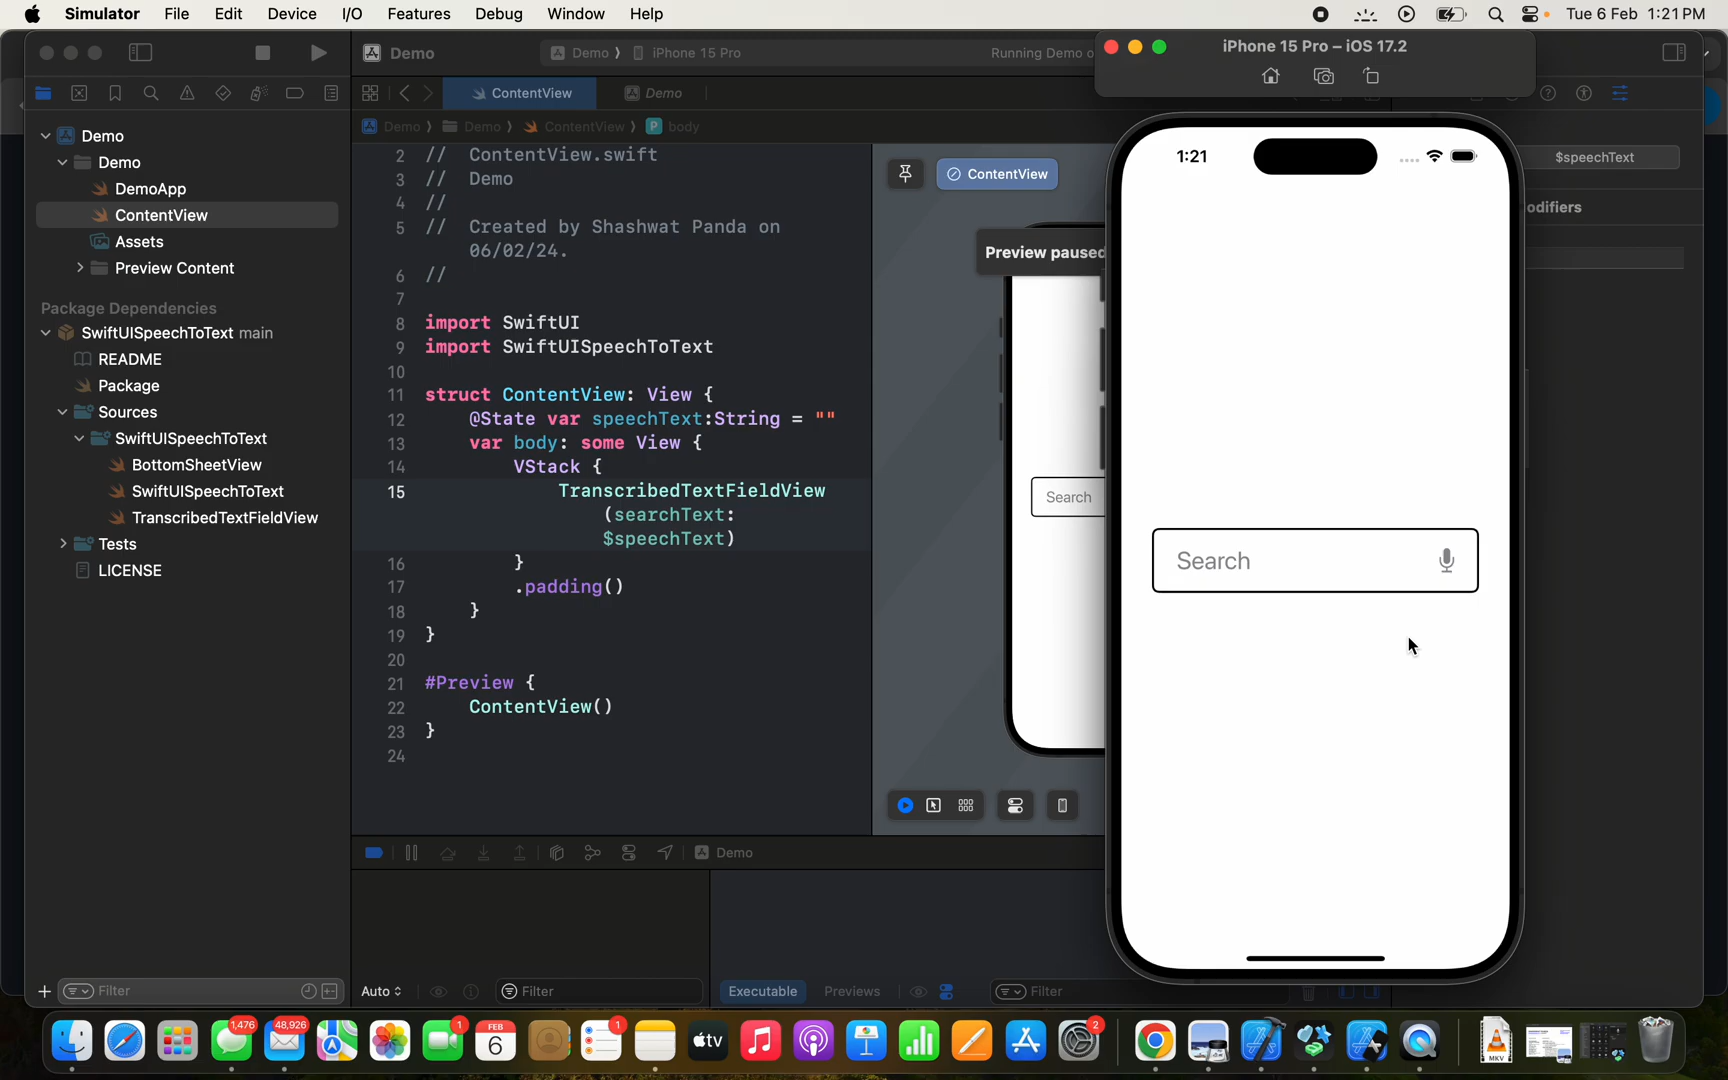 Simulator File Edit Device I/O Features Debug Window Help
Tue 6 Feb 1:21 PM
Demo
Demo
iPhone 15 Pro
Running Demo o
iPhone 15 Pro – iOS 17.2
ContentView
Demo
Demo
Demo
ContentView
body
Demo
Demo
DemoApp
ContentView
Assets
Preview Content
Package Dependencies
SwiftUISpeechToText main
README
Package
Sources
SwiftUISpeechToText
BottomSheetView
SwiftUISpeechToText
TranscribedTextFieldView
Tests
LICENSE
Filter
2 // ContentView.swift
3 // Demo
4 //
5 // Created by Shashwat Panda on
06/02/24.
6 //
7
8 import SwiftUI
9 import SwiftUISpeechToText
10
11 struct ContentView: View {
12 @State var speechText:String = ""
13 var body: some View {
14 VStack {
15 TranscribedTextFieldView
(searchText:
$speechText)
16 }
17 .padding()
18 }
19 }
20
21 #Preview {
22 ContentView()
23 }
24
ContentView
Preview paused
Search
1:21
Search
$speechText
odifiers
Demo
Auto
Filter
Executable
Previews
Filter
1,476
48,926
1
FEB
6
1
tv
2
MKV